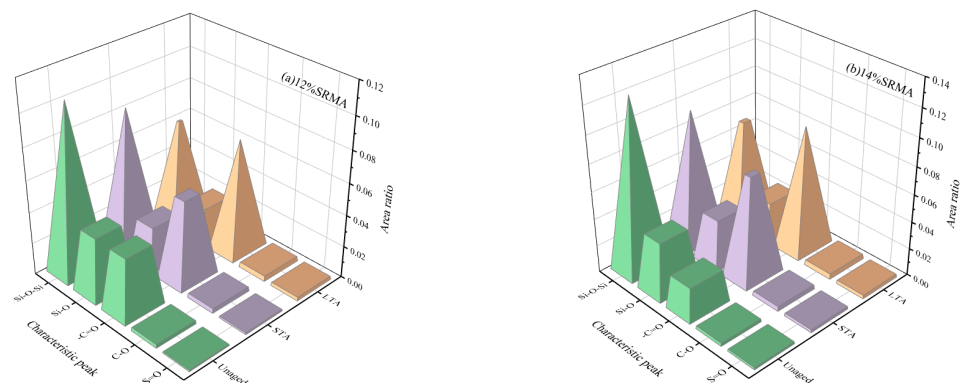 (a)12%SRMA
0.12
0.10
0.08
0.06
0.04
0.02
0.00
Area ratio
Si-O-Si
Si-O
-C=O
C-O
S=O
Characteristic peak
Unaged
STA
LTA
(b)14%SRMA
0.14
0.12
0.10
0.08
0.06
0.04
0.02
0.00
Area ratio
Si-O-Si
Si-O
-C=O
C-O
S=O
Characteristic peak
Unaged
STA
LTA